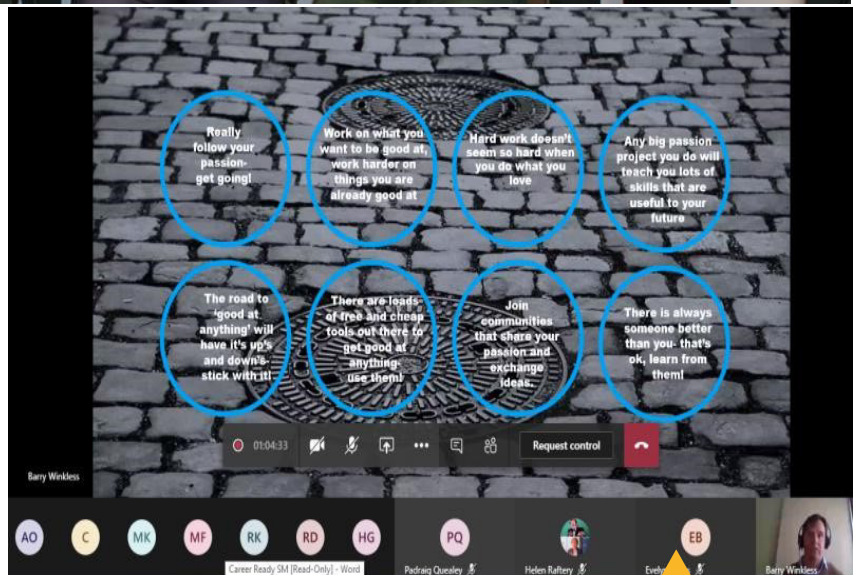 Really
follow your
passion-
get going!
Work on what you
want to be good at,
work harder on
things you are
already good at
Hard work doesn't
seem so hard when
you do what you
love
Any big passion
project you do will
teach you lots of
skills that are
useful to your
future
The road to
'good at
anything' will
have it's up's
and down's-
stick with it!
There are loads
of free and cheap
tools out there to
get good at
anything-
use them!
Join
communities
that share your
passion and
exchange
ideas.
There is always
someone better
than you- that's
ok, learn from
them!
01:04:33
Request control
Barry Winkless
AO C MK MF RK RD HG PQ EB
Career Ready SM [Read-Only] - Word
Padraig Quealey Helen Raftery Barry Winkless